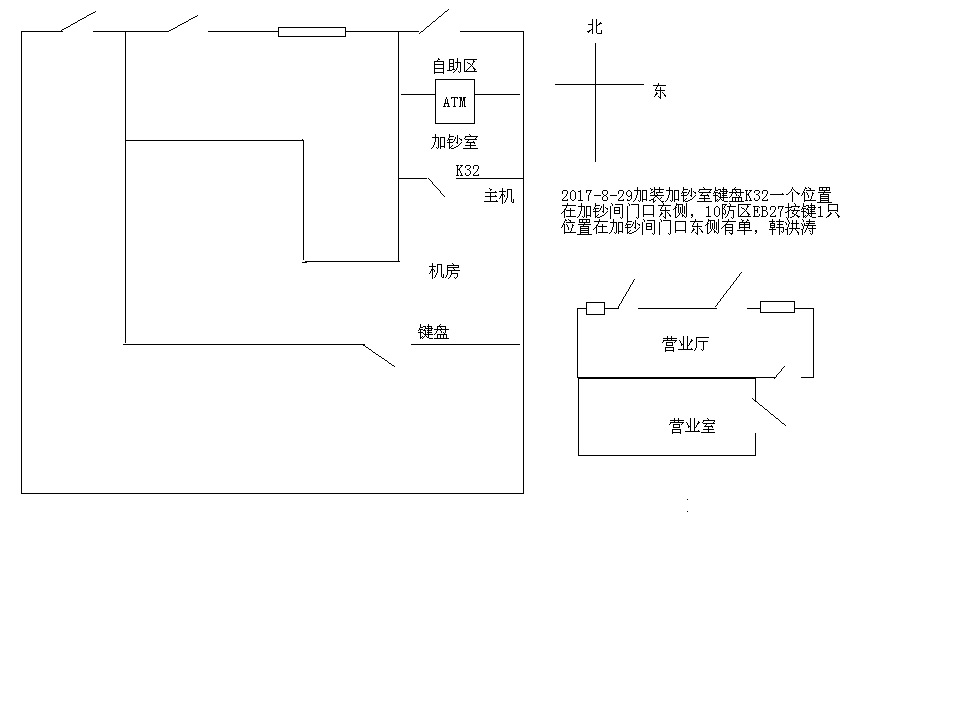 北
东
自助区
ATM
加钞室
K32
主机
机房
键盘
2017-8-29加装加钞室键盘K32一个位置
在加钞间门口东侧，10防区EB27按键1只
位置在加钞间门口东侧有单，韩洪涛
营业厅
营业室